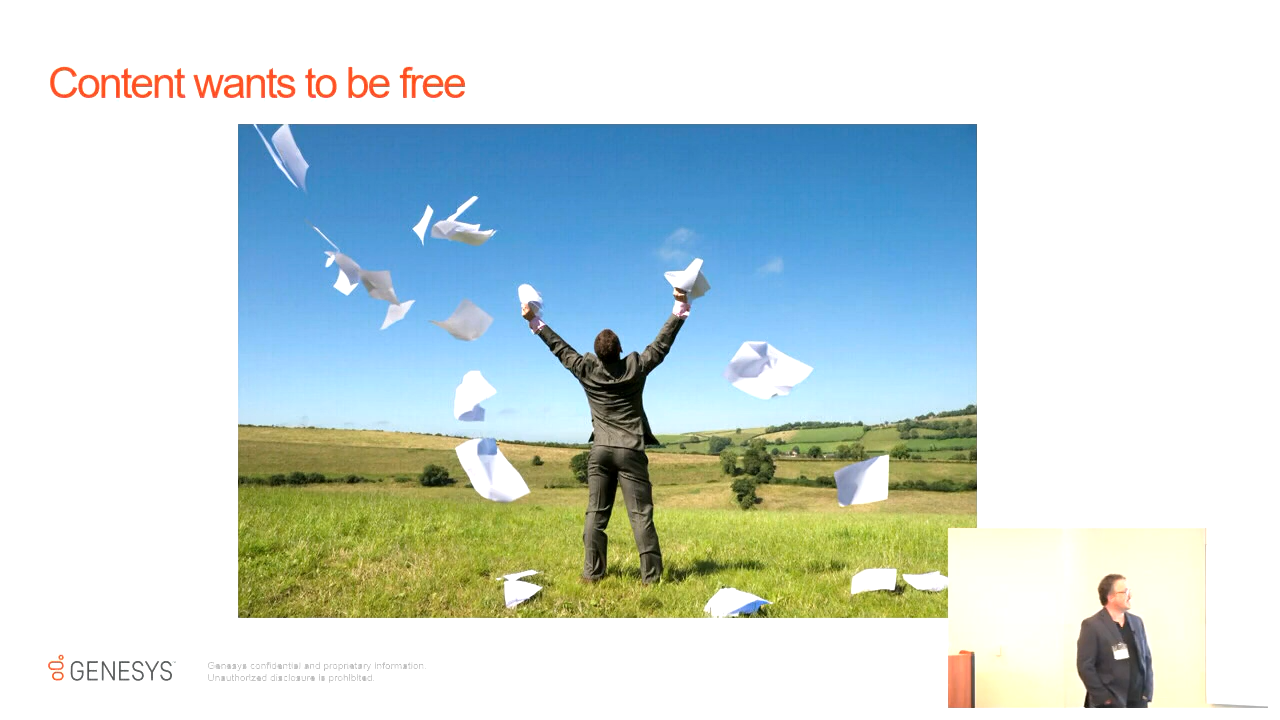 Content wants to be free
GENESYS
Genesys confidential and proprietary information.
Unauthorized disclosure is prohibited.